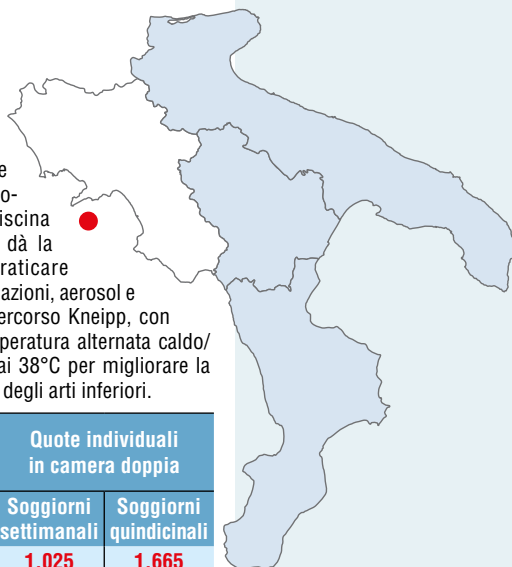 e
o-
iscina
dà la
raticare
azioni, aerosol e
ercorso Kneipp, con
peratura alternata caldo/
ai 38°C per migliorare la
degli arti inferiori.
Quote individuali
in camera doppia
Soggiorni Soggiorni
settimanali quindicinali
1.025 1.665